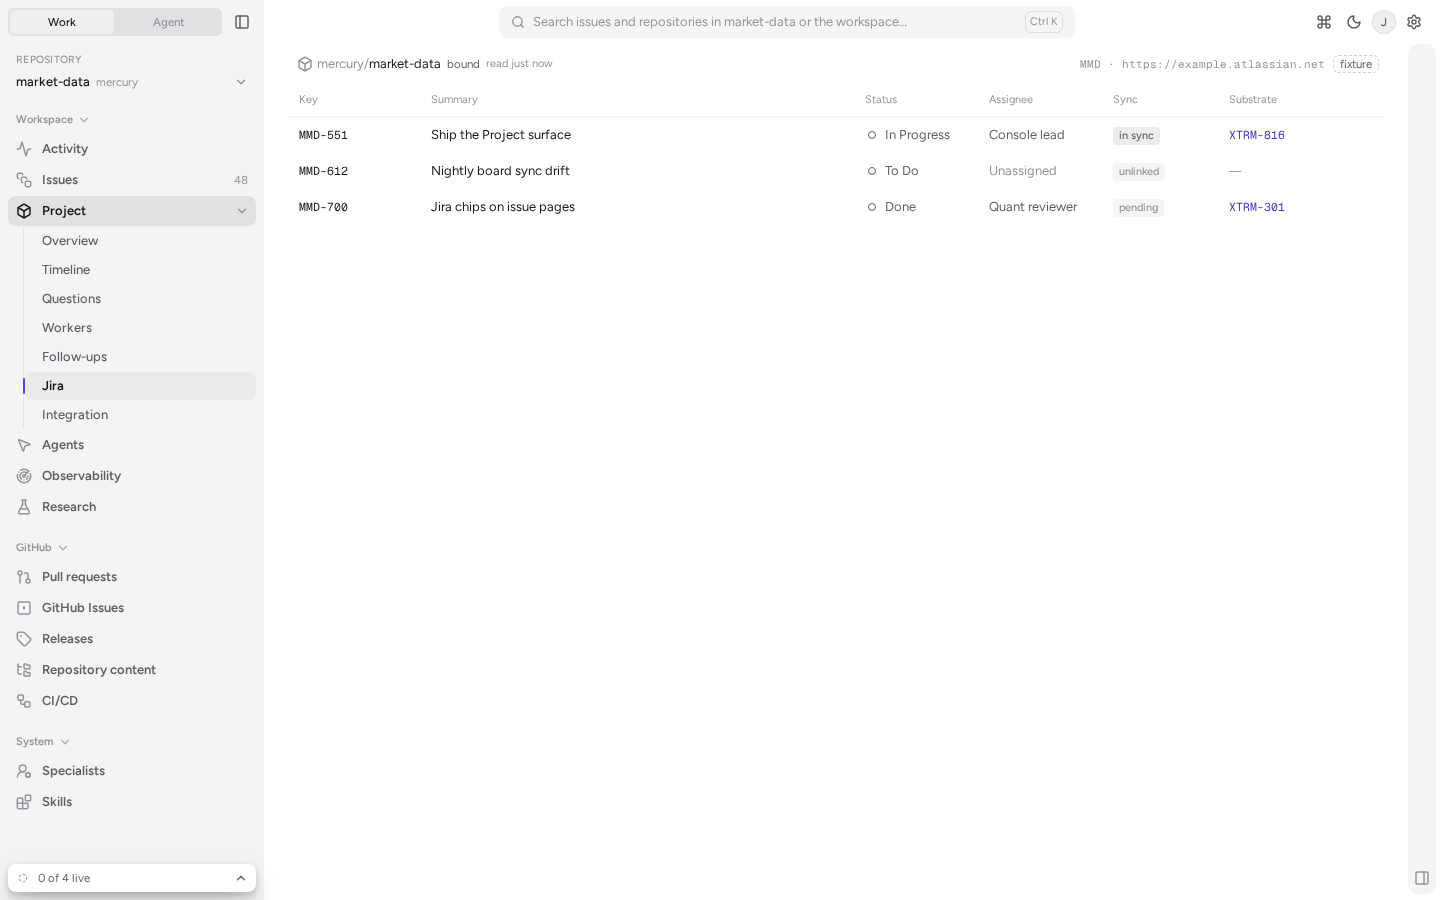 Work
Agent
Search issues and repositories in market-data or the workspace...
Ctrl K
J
REPOSITORY
market-data mercury
mercury/market-data bound read just now
MMD · https://example.atlassian.net fixture
Workspace
Activity
Issues 48
Project
Overview
Timeline
Questions
Workers
Follow-ups
Jira
Integration
Agents
Observability
Research
GitHub
Pull requests
GitHub Issues
Releases
Repository content
CI/CD
System
Specialists
Skills
0 of 4 live
Key Summary Status Assignee Sync Substrate
MMD-551 Ship the Project surface In Progress Console lead in sync XTRM-816
MMD-612 Nightly board sync drift To Do Unassigned unlinked —
MMD-700 Jira chips on issue pages Done Quant reviewer pending XTRM-301